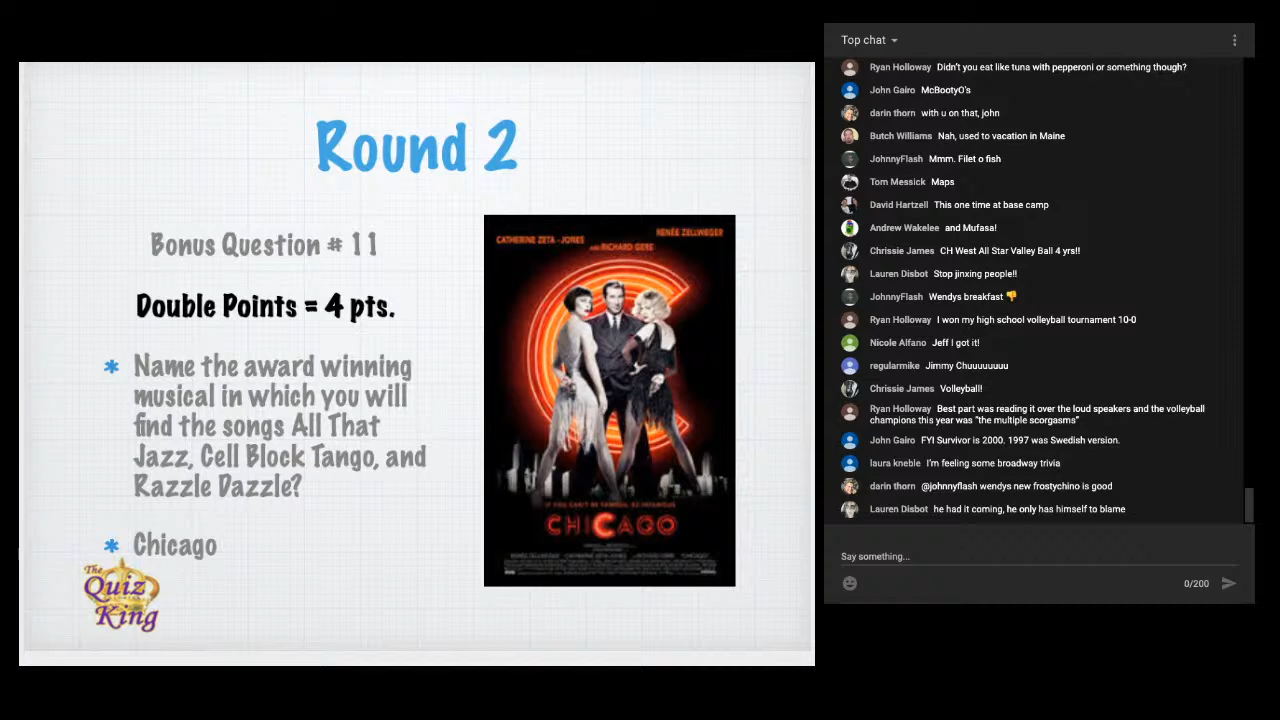 Round 2
Bonus Question # 11
Double Points = 4 pts.
* Name the award winning
musical in which you will
find the songs All That
Jazz, Cell Block Tango, and
Razzle Dazzle?
* Chicago
The
Quiz
King
CATHERINE ZETA-JONES
RENÉE ZELLWEGER
AND RICHARD GERE
IF YOU CAN'T BE FAMOUS, BE INFAMOUS
CHICAGO
Top chat
Ryan Holloway Didn't you eat like tuna with pepperoni or something though?
John Gairo McBootyO's
darin thorn with u on that, john
Butch Williams Nah, used to vacation in Maine
JohnnyFlash Mmm. Filet o fish
Tom Messick Maps
David Hartzell This one time at base camp
Andrew Wakelee and Mufasa!
Chrissie James CH West All Star Valley Ball 4 yrs!!
Lauren Disbot Stop jinxing people!!
JohnnyFlash Wendys breakfast 👎
Ryan Holloway I won my high school volleyball tournament 10-0
Nicole Alfano Jeff I got it!
regularmike Jimmy Chuuuuuuuu
Chrissie James Volleyball!
Ryan Holloway Best part was reading it over the loud speakers and the volleyball
champions this year was "the multiple scorgasms"
John Gairo FYI Survivor is 2000. 1997 was Swedish version.
laura kneble I'm feeling some broadway trivia
darin thorn @johnnyflash wendys new frostychino is good
Lauren Disbot he had it coming, he only has himself to blame
Say something...
0/200